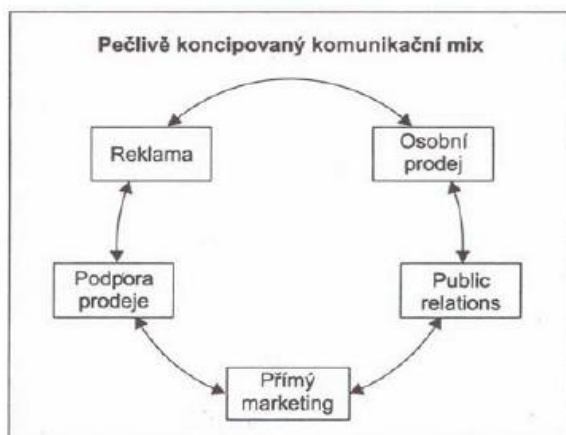 Pečlivě koncipovaný komunikační mix
Reklama
Osobní
prodej
Podpora
prodeje
Public
relations
Přímý
marketing